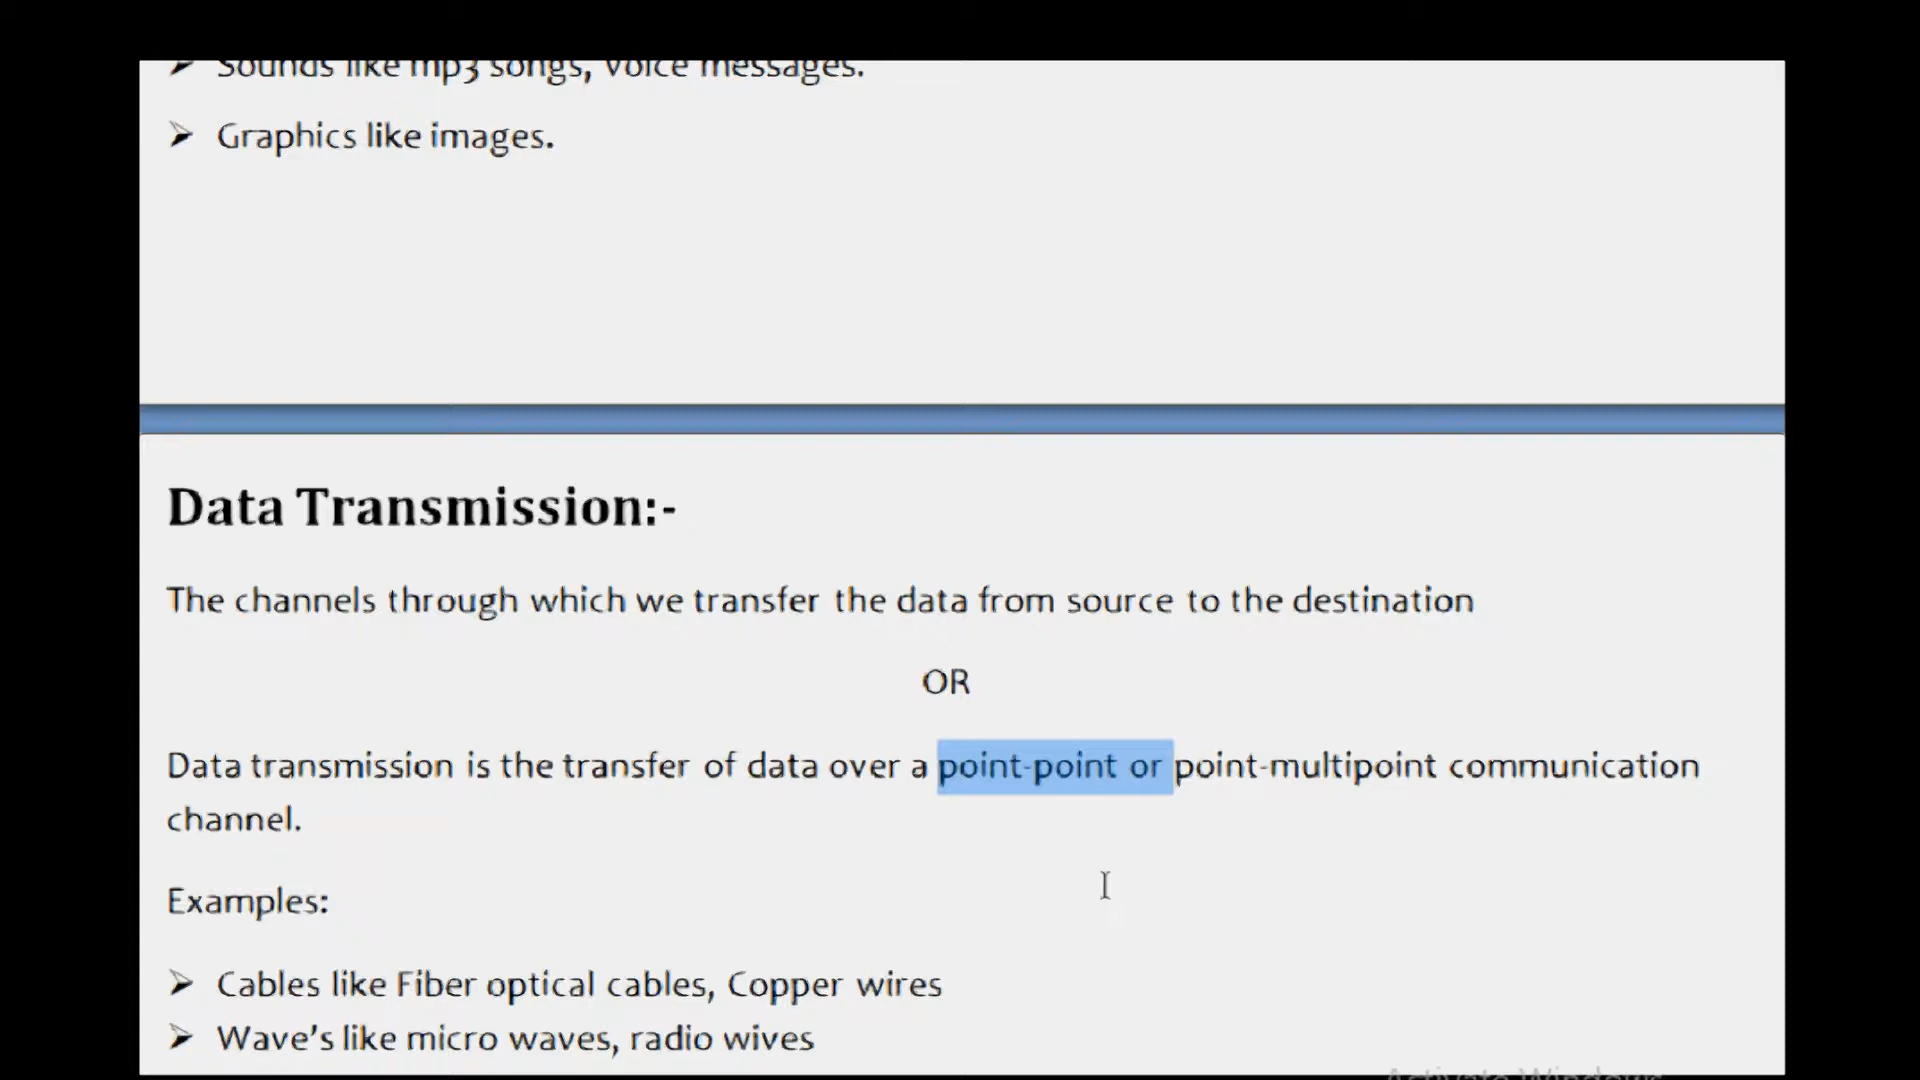 ➢ Sounds like mp3 songs, voice messages.
➢ Graphics like images.
Data Transmission:-
The channels through which we transfer the data from source to the destination
OR
Data transmission is the transfer of data over a point-point or point-multipoint communication
channel.
Examples:
➢ Cables like Fiber optical cables, Copper wires
➢ Wave's like micro waves, radio wives
Activate Windows